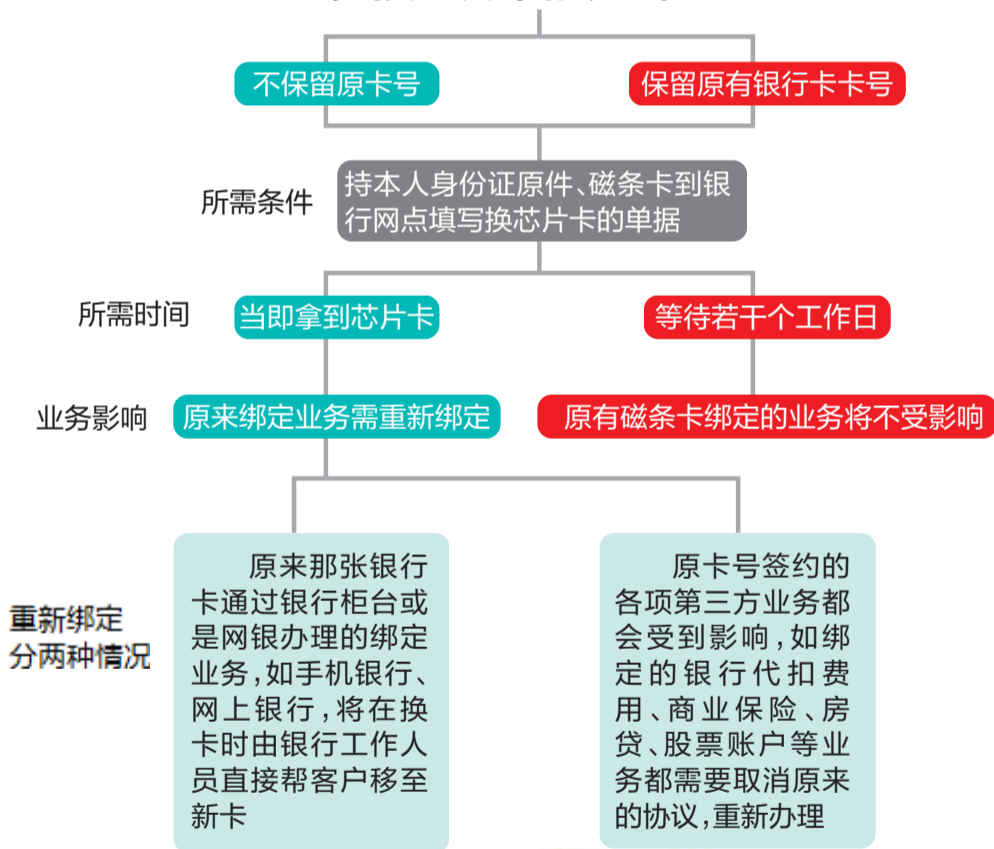 不保留原卡号
保留原有银行卡卡号
所需条件
持本人身份证原件、磁条卡到银
行网点填写换芯片卡的单据
所需时间
当即拿到芯片卡
等待若干个工作日
业务影响
原来绑定业务需重新绑定
原有磁条卡绑定的业务将不受影响
重新绑定
分两种情况
原来那张银行
卡通过银行柜台或
是网银办理的绑定
业务,如手机银行、
网上银行,将在换
卡时由银行工作人
员直接帮客户移至
新卡
原卡号签约的
各项第三方业务都
会受到影响,如绑
定的银行代扣费
用、商业保险、房
贷、股票账户等业
务都需要取消原来
的协议,重新办理